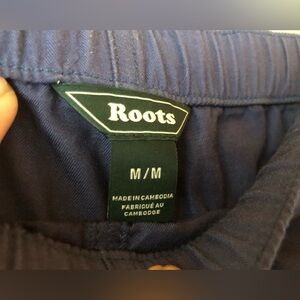 Roots
M/M
MADE IN CAMBODIA
FABRIQUÉ AU
CAMBODGE